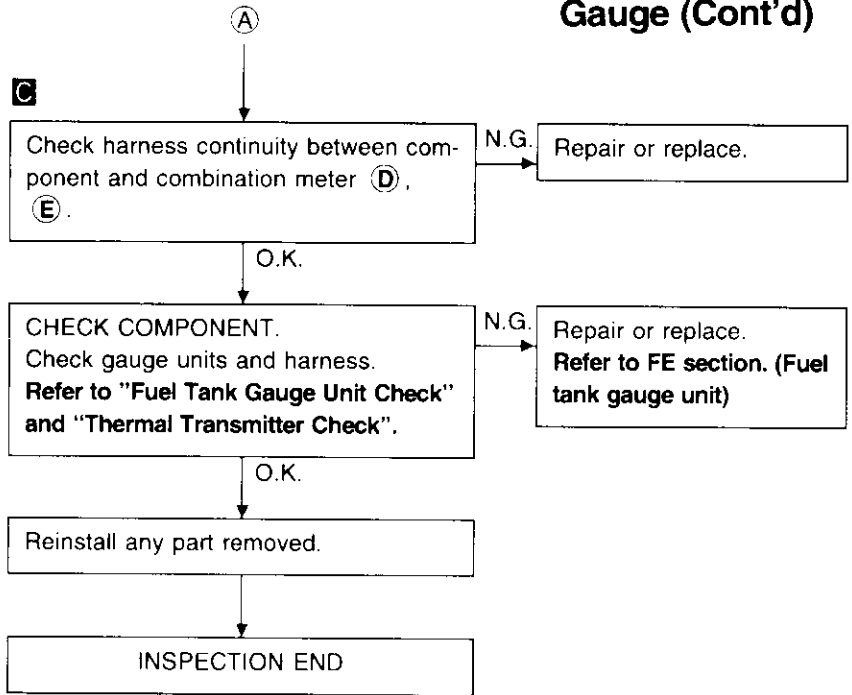 Gauge (Cont'd)
Ⓐ
C
Check harness continuity between com-
ponent and combination meter Ⓓ,
Ⓔ.
N.G.
Repair or replace.
O.K.
CHECK COMPONENT.
Check gauge units and harness.
Refer to "Fuel Tank Gauge Unit Check"
and "Thermal Transmitter Check".
N.G.
Repair or replace.
Refer to FE section. (Fuel
tank gauge unit)
O.K.
Reinstall any part removed.
INSPECTION END